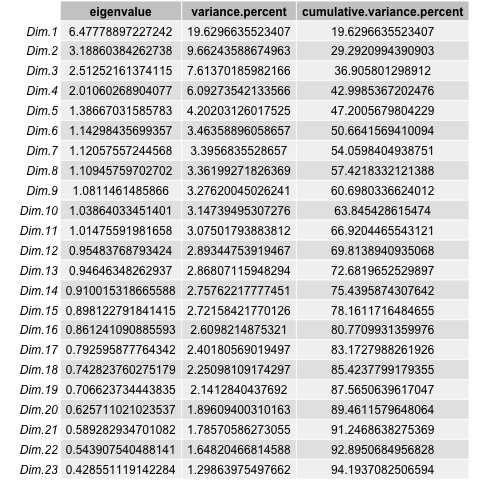 eigenvalue variance.percent cumulative.variance.percent
Dim.1 6.47778897227242 19.6296635523407 19.6296635523407
Dim.2 3.18860384262738 9.66243588674963 29.2920994390903
Dim.3 2.51252161374115 7.61370185982166 36.905801298912
Dim.4 2.01060268904077 6.09273542133566 42.9985367202476
Dim.5 1.38667031585783 4.20203126017525 47.2005679804229
Dim.6 1.14298435699357 3.46358896058657 50.6641569410094
Dim.7 1.12057557244568 3.3956835528657 54.0598404938751
Dim.8 1.10945759702702 3.36199271826369 57.4218332121388
Dim.9 1.0811461485866 3.27620045026241 60.6980336624012
Dim.10 1.03864033451401 3.14739495307276 63.845428615474
Dim.11 1.01475591981658 3.07501793883812 66.9204465543121
Dim.12 0.95483768793424 2.89344753919467 69.8138940935068
Dim.13 0.94646348262937 2.86807115948294 72.6819652529897
Dim.14 0.910015318665588 2.75762217777451 75.4395874307642
Dim.15 0.898122791841415 2.72158421770126 78.1611716484655
Dim.16 0.861241090885593 2.6098214875321 80.7709931359976
Dim.17 0.792595877764342 2.40180569019497 83.1727988261926
Dim.18 0.742823760275179 2.25098109174297 85.4237799179355
Dim.19 0.706623734443835 2.1412840437692 87.5650639617047
Dim.20 0.625711021023537 1.89609400310163 89.4611579648064
Dim.21 0.589282934701082 1.78570586273055 91.2468638275369
Dim.22 0.543907540488141 1.64820466814588 92.8950684956828
Dim.23 0.428551119142284 1.29863975497662 94.1937082506594